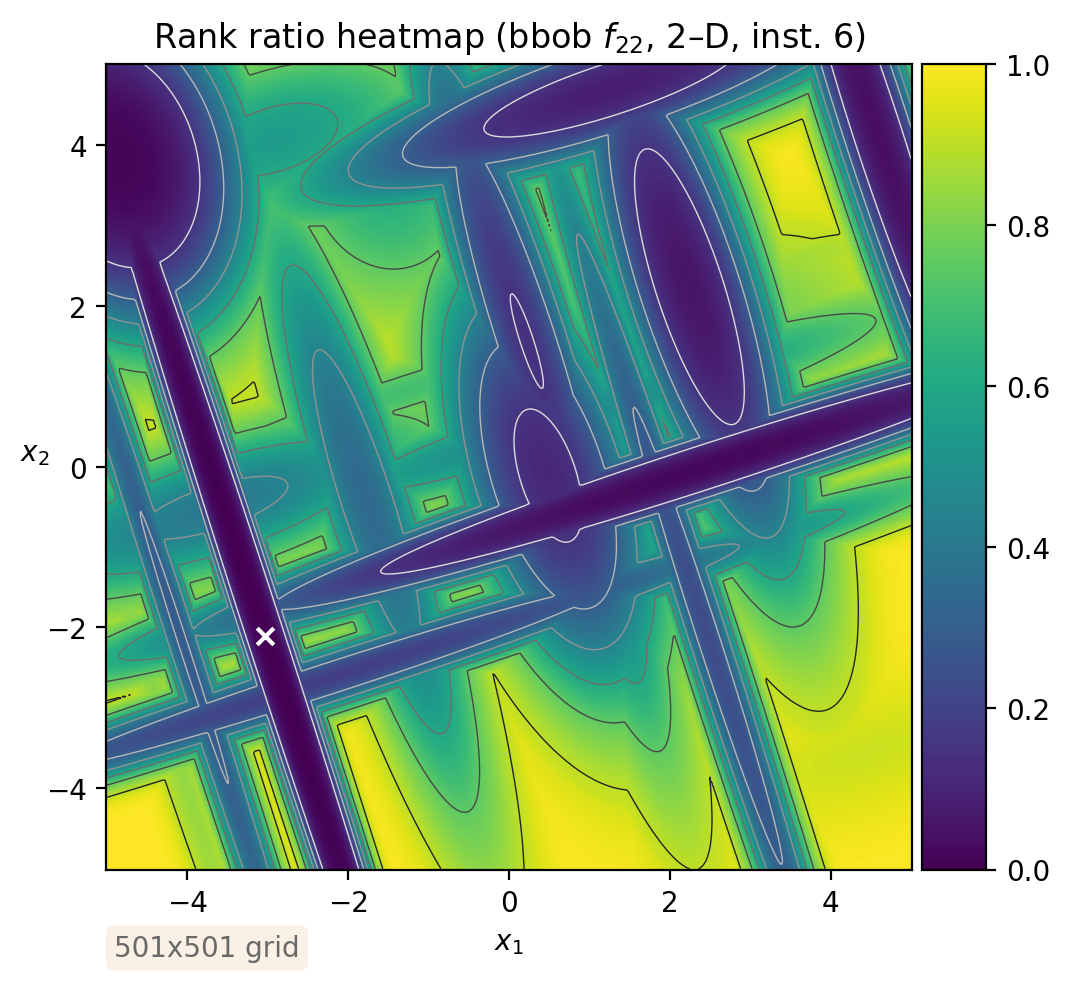 Rank ratio heatmap (bbob f₂₂, 2–D, inst. 6)
1.0
0.8
0.6
0.4
0.2
0.0
4
2
0
−2
−4
x₂
−4 −2 0 2 4
x₁
501x501 grid